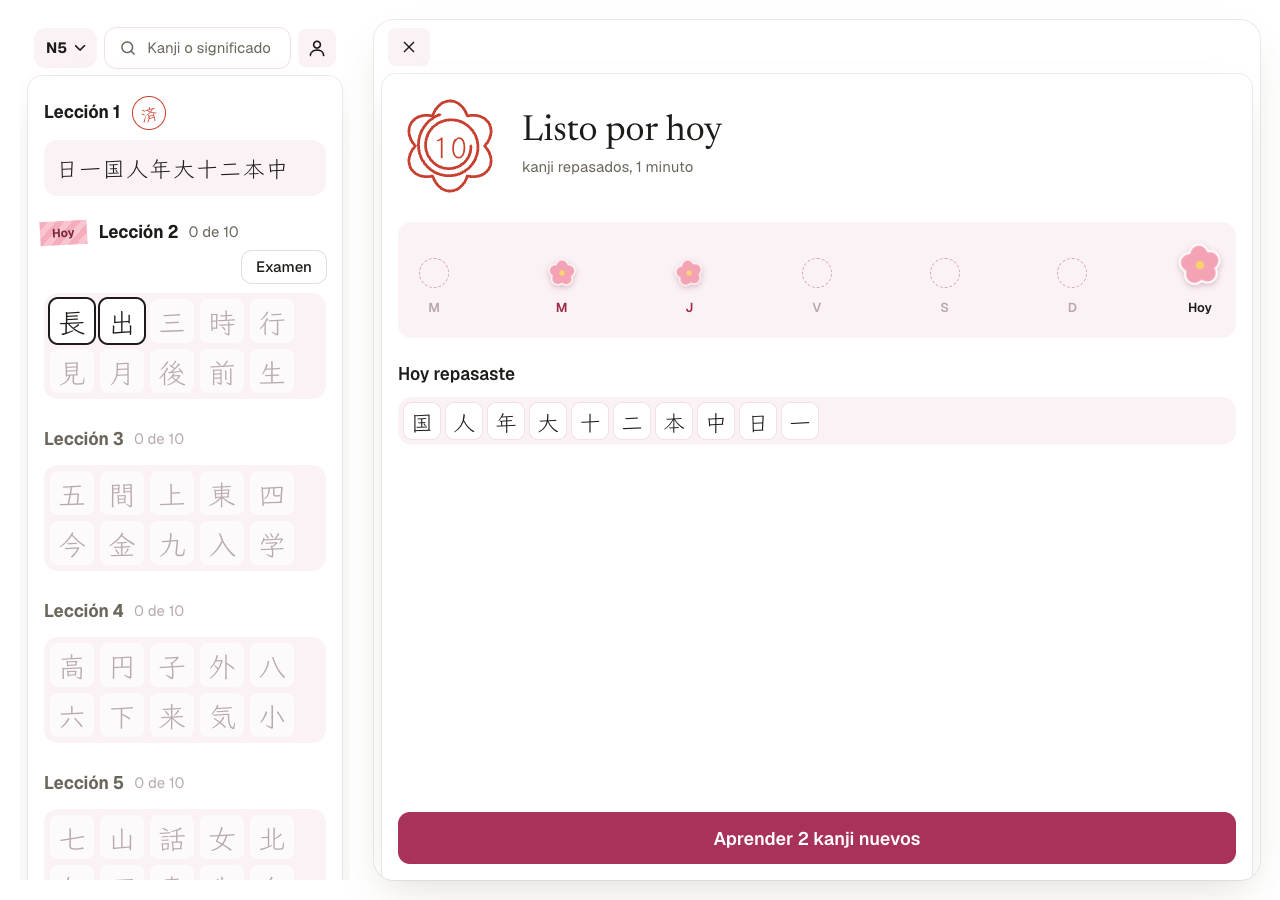 N5
Kanji o significado
Lección 1 済
日一国人年大十二本中
Hoy
Lección 2 0 de 10
Examen
長出三時行
見月後前生
Lección 3 0 de 10
五間上東四
今金九入学
Lección 4 0 de 10
高円子外八
六下来気小
Lección 5 0 de 10
七山話女北
10
Listo por hoy
kanji repasados, 1 minuto
M M J V S D Hoy
Hoy repasaste
国人年大十二本中日一
Aprender 2 kanji nuevos